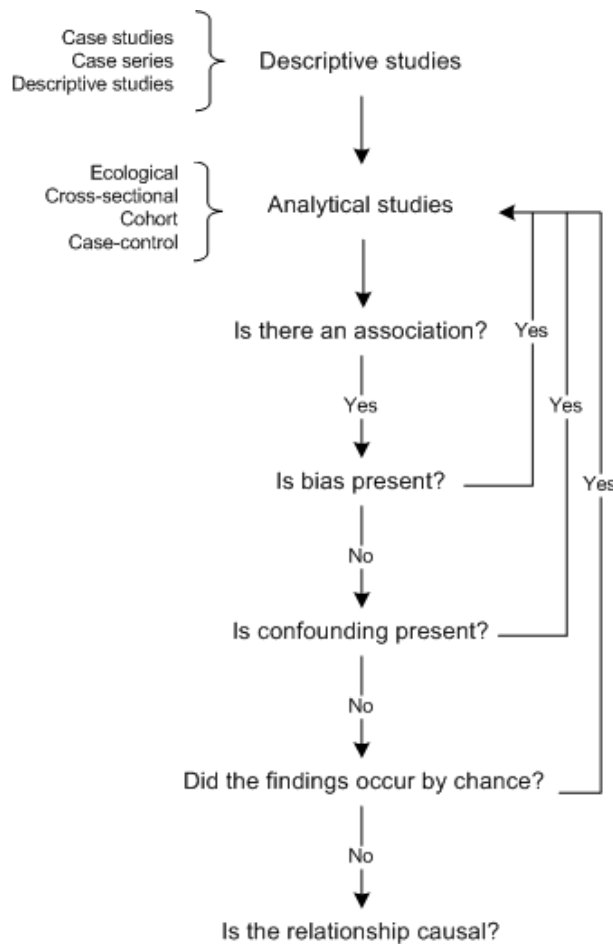 Case studies
Case series
Descriptive studies
Descriptive studies
Ecological
Cross-sectional
Cohort
Case-control
Analytical studies
Is there an association?
Yes
Yes
Is bias present?
Yes
Yes
No
Is confounding present?
No
Did the findings occur by chance?
No
Is the relationship causal?